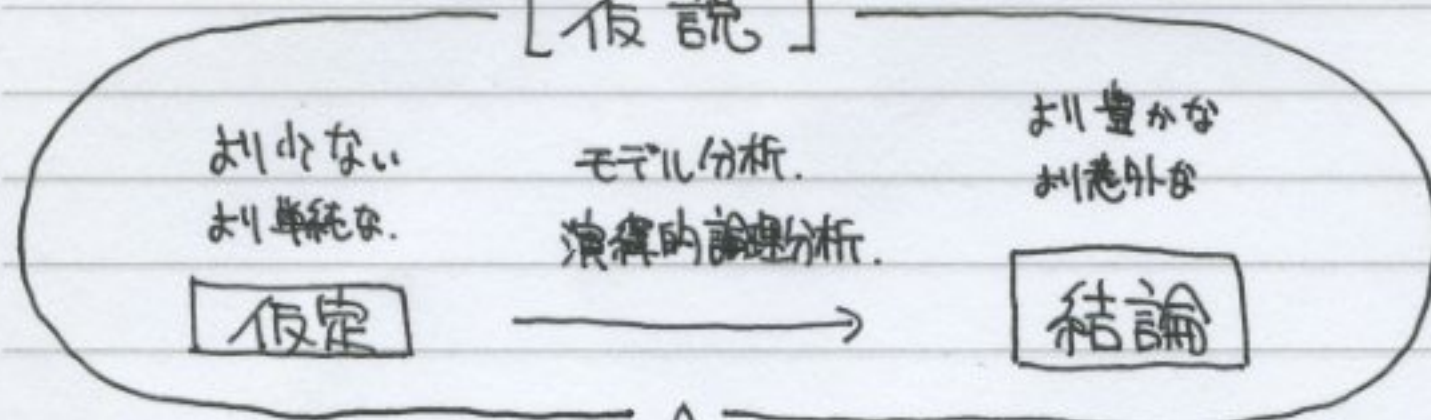 [仮説]
より少ない
より単純な.
モデル分析.
演繹的論理分析.
より豊かな
より意外な
仮定
結論